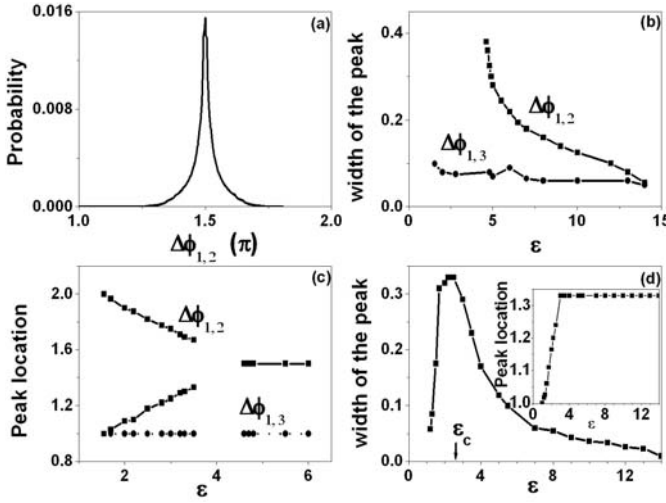 (a)
Probability
0.016
0.008
0.000
1.0 1.5 2.0
Δϕ1,2 (π)
(b)
width of the peak
0.4
0.2
0.0
Δϕ1,2
Δϕ1,3
5 10 15
ε
(c)
Peak location
2.0
1.6
1.2
0.8
Δϕ1,2
Δϕ1,3
2 4 6
ε
(d)
width of the peak
0.3
0.2
0.1
0.0
εc
0 4 8 12
ε
Peak location
1.3
1.2
1.1
1.0
0 4 8 12
ε